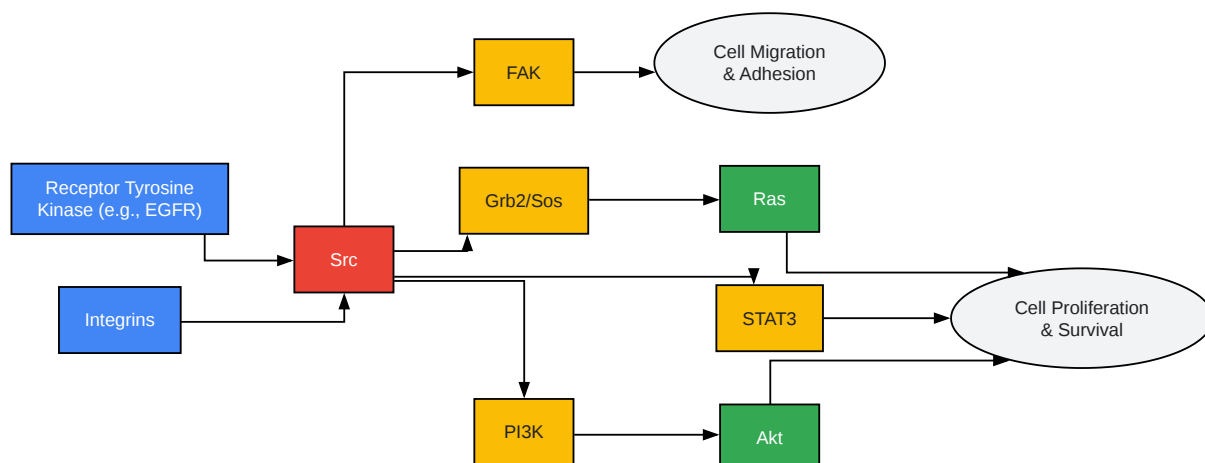 Cell Migration
& Adhesion
FAK
Receptor Tyrosine
Kinase (e.g., EGFR)
Grb2/Sos
Ras
Src
Integrins
STAT3
Cell Proliferation
& Survival
PI3K
Akt